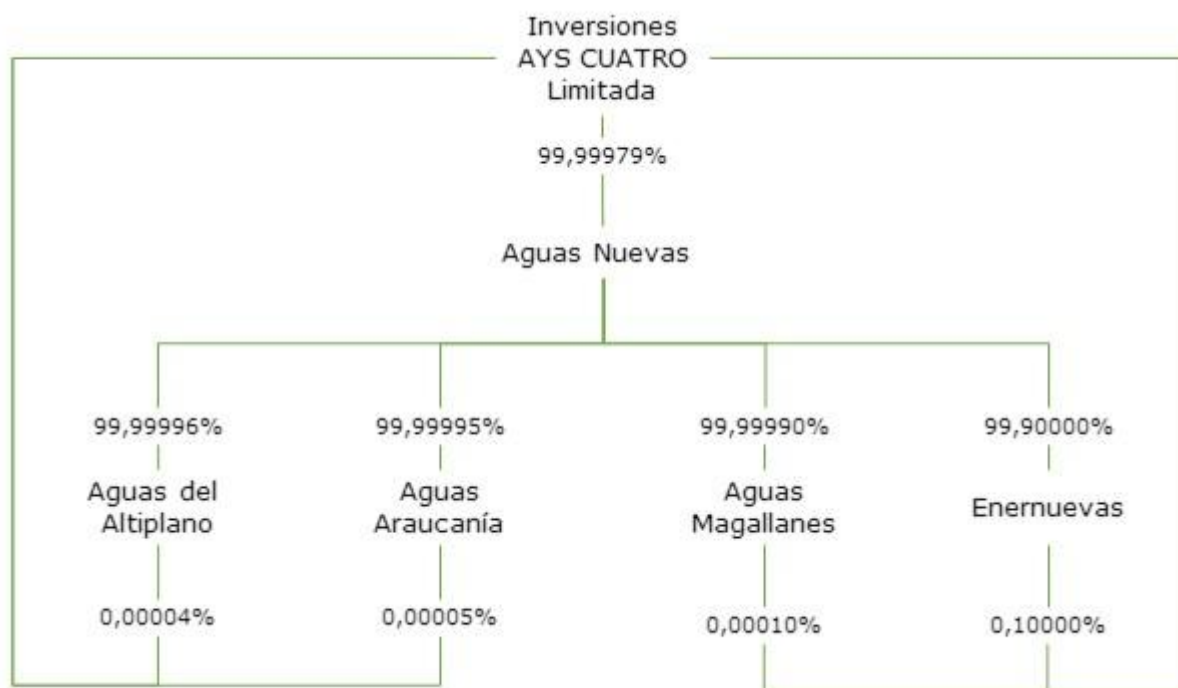 Inversiones
AYS CUATRO
Limitada
99,99979%
Aguas Nuevas
99,99996%
99,99995%
99,99990%
99,90000%
Aguas del
Altiplano
Aguas
Araucanía
Aguas
Magallanes
Enernuevas
0,00004%
0,00005%
0,00010%
0,10000%